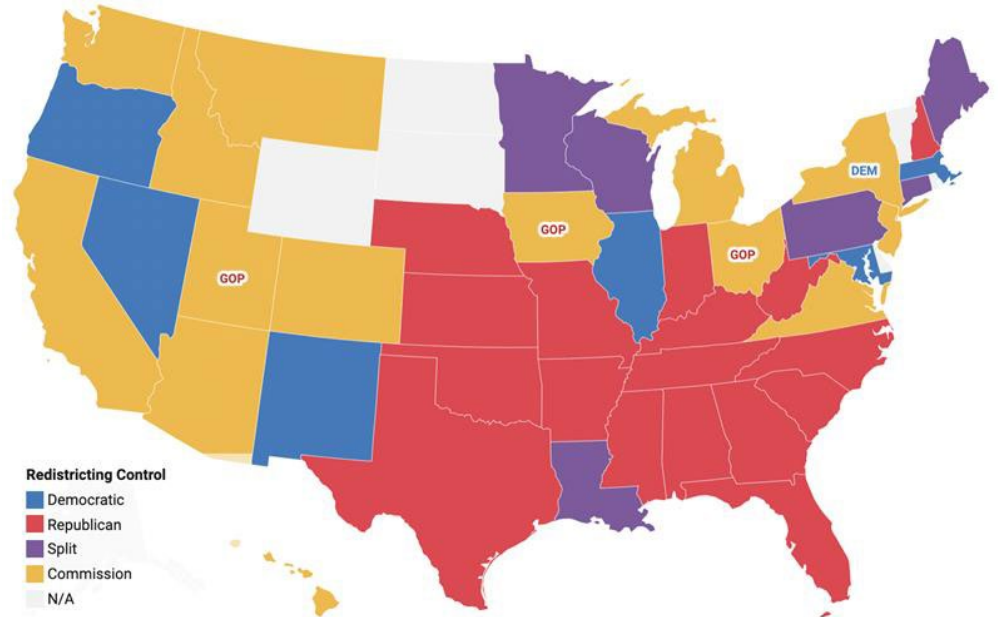 DEM
GOP
GOP
GOP
Redistricting Control
Democratic
Republican
Split
Commission
N/A